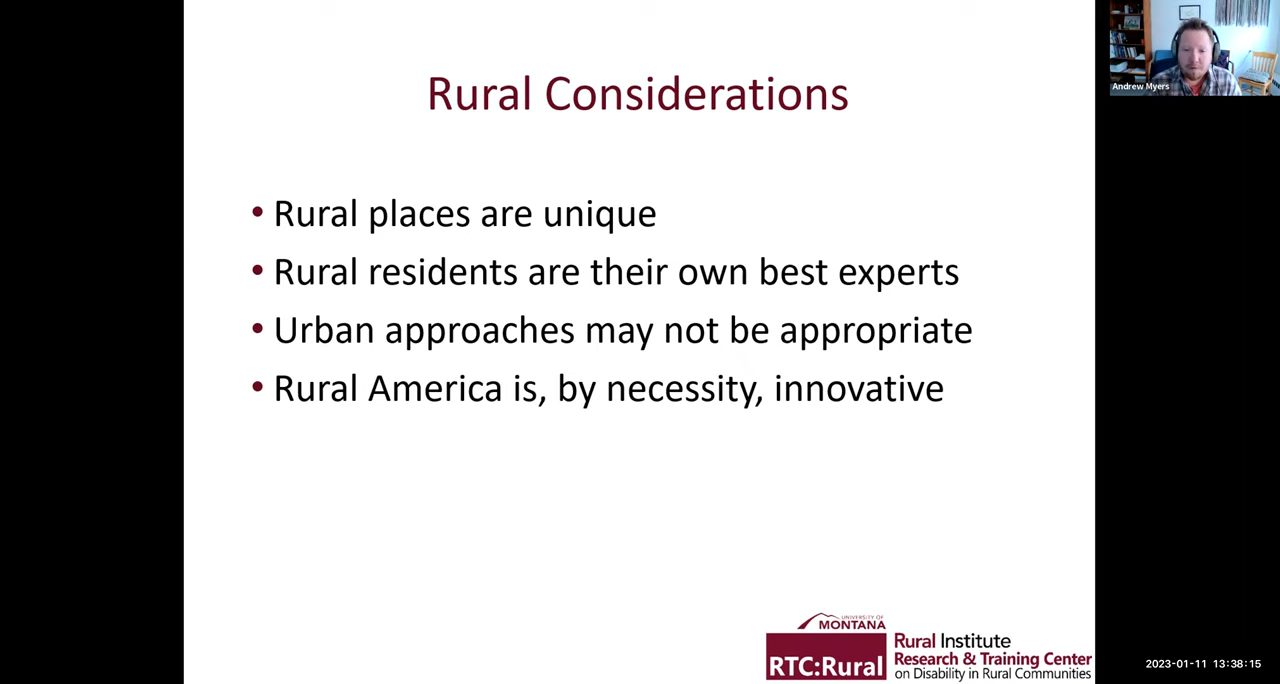 Rural Considerations
• Rural places are unique
• Rural residents are their own best experts
• Urban approaches may not be appropriate
• Rural America is, by necessity, innovative
UNIVERSITY OF
MONTANA
RTC:Rural
Rural Institute
Research & Training Center
on Disability in Rural Communities
Andrew Myers
2023-01-11 13:38:15